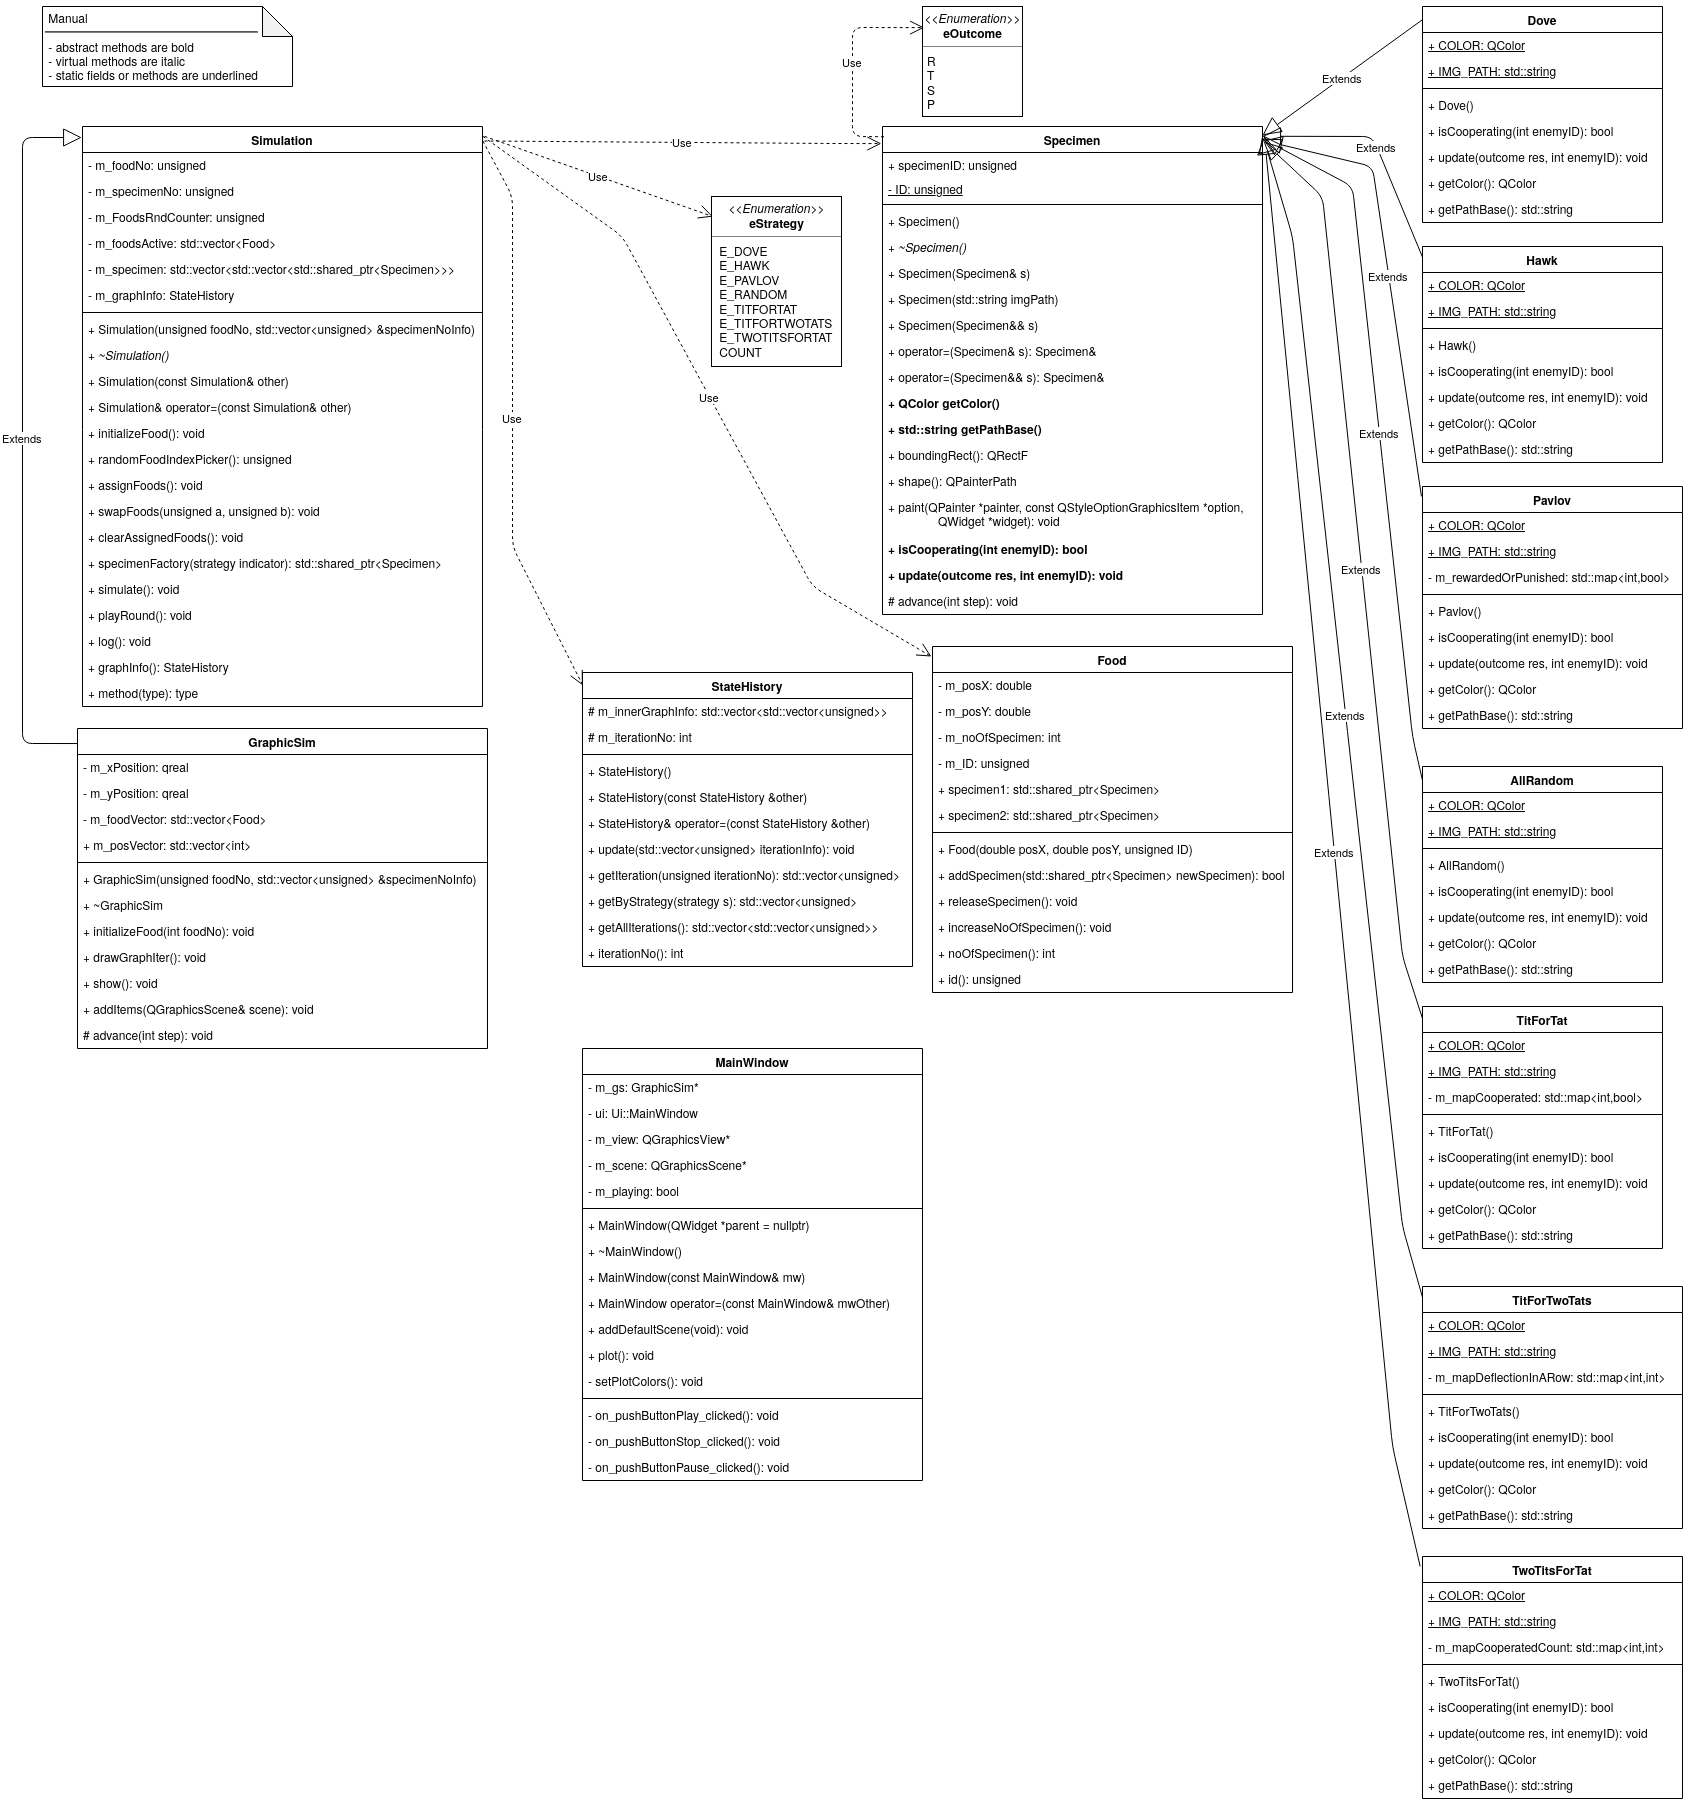 Manual
- abstract methods are bold
- virtual methods are italic
- static fields or methods are underlined
Extends
Simulation
- m_foodNo: unsigned
- m_specimenNo: unsigned
- m_FoodsRndCounter: unsigned
- m_foodsActive: std::vector<Food>
- m_specimen: std::vector<std::vector<std::shared_ptr<Specimen>>>
- m_graphInfo: StateHistory
+ Simulation(unsigned foodNo, std::vector<unsigned> &specimenNoInfo)
+ ~Simulation()
+ Simulation(const Simulation& other)
+ Simulation& operator=(const Simulation& other)
+ initializeFood(): void
+ randomFoodIndexPicker(): unsigned
+ assignFoods(): void
+ swapFoods(unsigned a, unsigned b): void
+ clearAssignedFoods(): void
+ specimenFactory(strategy indicator): std::shared_ptr<Specimen>
+ simulate(): void
+ playRound(): void
+ log(): void
+ graphInfo(): StateHistory
+ method(type): type
GraphicSim
- m_xPosition: qreal
- m_yPosition: qreal
- m_foodVector: std::vector<Food>
+ m_posVector: std::vector<int>
+ GraphicSim(unsigned foodNo, std::vector<unsigned> &specimenNoInfo)
+ ~GraphicSim
+ initializeFood(int foodNo): void
+ drawGraphIter(): void
+ show(): void
+ addItems(QGraphicsScene& scene): void
# advance(int step): void
Use
Use
Use
Use
Use
<<Enumeration>>
eStrategy
E_DOVE
E_HAWK
E_PAVLOV
E_RANDOM
E_TITFORTAT
E_TITFORTWOTATS
E_TWOTITSFORTAT
COUNT
<<Enumeration>>
eOutcome
R
T
S
P
Specimen
+ specimenID: unsigned
- ID: unsigned
+ Specimen()
+ ~Specimen()
+ Specimen(Specimen& s)
+ Specimen(std::string imgPath)
+ Specimen(Specimen&& s)
+ operator=(Specimen& s): Specimen&
+ operator=(Specimen&& s): Specimen&
+ QColor getColor()
+ std::string getPathBase()
+ boundingRect(): QRectF
+ shape(): QPainterPath
+ paint(QPainter *painter, const QStyleOptionGraphicsItem *option,
QWidget *widget): void
+ isCooperating(int enemyID): bool
+ update(outcome res, int enemyID): void
# advance(int step): void
StateHistory
# m_innerGraphInfo: std::vector<std::vector<unsigned>>
# m_iterationNo: int
+ StateHistory()
+ StateHistory(const StateHistory &other)
+ StateHistory& operator=(const StateHistory &other)
+ update(std::vector<unsigned> iterationInfo): void
+ getIteration(unsigned iterationNo): std::vector<unsigned>
+ getByStrategy(strategy s): std::vector<unsigned>
+ getAllIterations(): std::vector<std::vector<unsigned>>
+ iterationNo(): int
Food
- m_posX: double
- m_posY: double
- m_noOfSpecimen: int
- m_ID: unsigned
+ specimen1: std::shared_ptr<Specimen>
+ specimen2: std::shared_ptr<Specimen>
+ Food(double posX, double posY, unsigned ID)
+ addSpecimen(std::shared_ptr<Specimen> newSpecimen): bool
+ releaseSpecimen(): void
+ increaseNoOfSpecimen(): void
+ noOfSpecimen(): int
+ id(): unsigned
MainWindow
- m_gs: GraphicSim*
- ui: Ui::MainWindow
- m_view: QGraphicsView*
- m_scene: QGraphicsScene*
- m_playing: bool
+ MainWindow(QWidget *parent = nullptr)
+ ~MainWindow()
+ MainWindow(const MainWindow& mw)
+ MainWindow operator=(const MainWindow& mwOther)
+ addDefaultScene(void): void
+ plot(): void
- setPlotColors(): void
- on_pushButtonPlay_clicked(): void
- on_pushButtonStop_clicked(): void
- on_pushButtonPause_clicked(): void
Extends
Extends
Extends
Extends
Extends
Extends
Extends
Dove
+ COLOR: QColor
+ IMG_PATH: std::string
+ Dove()
+ isCooperating(int enemyID): bool
+ update(outcome res, int enemyID): void
+ getColor(): QColor
+ getPathBase(): std::string
Hawk
+ COLOR: QColor
+ IMG_PATH: std::string
+ Hawk()
+ isCooperating(int enemyID): bool
+ update(outcome res, int enemyID): void
+ getColor(): QColor
+ getPathBase(): std::string
Pavlov
+ COLOR: QColor
+ IMG_PATH: std::string
- m_rewardedOrPunished: std::map<int,bool>
+ Pavlov()
+ isCooperating(int enemyID): bool
+ update(outcome res, int enemyID): void
+ getColor(): QColor
+ getPathBase(): std::string
AllRandom
+ COLOR: QColor
+ IMG_PATH: std::string
+ AllRandom()
+ isCooperating(int enemyID): bool
+ update(outcome res, int enemyID): void
+ getColor(): QColor
+ getPathBase(): std::string
TitForTat
+ COLOR: QColor
+ IMG_PATH: std::string
- m_mapCooperated: std::map<int,bool>
+ TitForTat()
+ isCooperating(int enemyID): bool
+ update(outcome res, int enemyID): void
+ getColor(): QColor
+ getPathBase(): std::string
TitForTwoTats
+ COLOR: QColor
+ IMG_PATH: std::string
- m_mapDeflectionInARow: std::map<int,int>
+ TitForTwoTats()
+ isCooperating(int enemyID): bool
+ update(outcome res, int enemyID): void
+ getColor(): QColor
+ getPathBase(): std::string
TwoTitsForTat
+ COLOR: QColor
+ IMG_PATH: std::string
- m_mapCooperatedCount: std::map<int,int>
+ TwoTitsForTat()
+ isCooperating(int enemyID): bool
+ update(outcome res, int enemyID): void
+ getColor(): QColor
+ getPathBase(): std::string